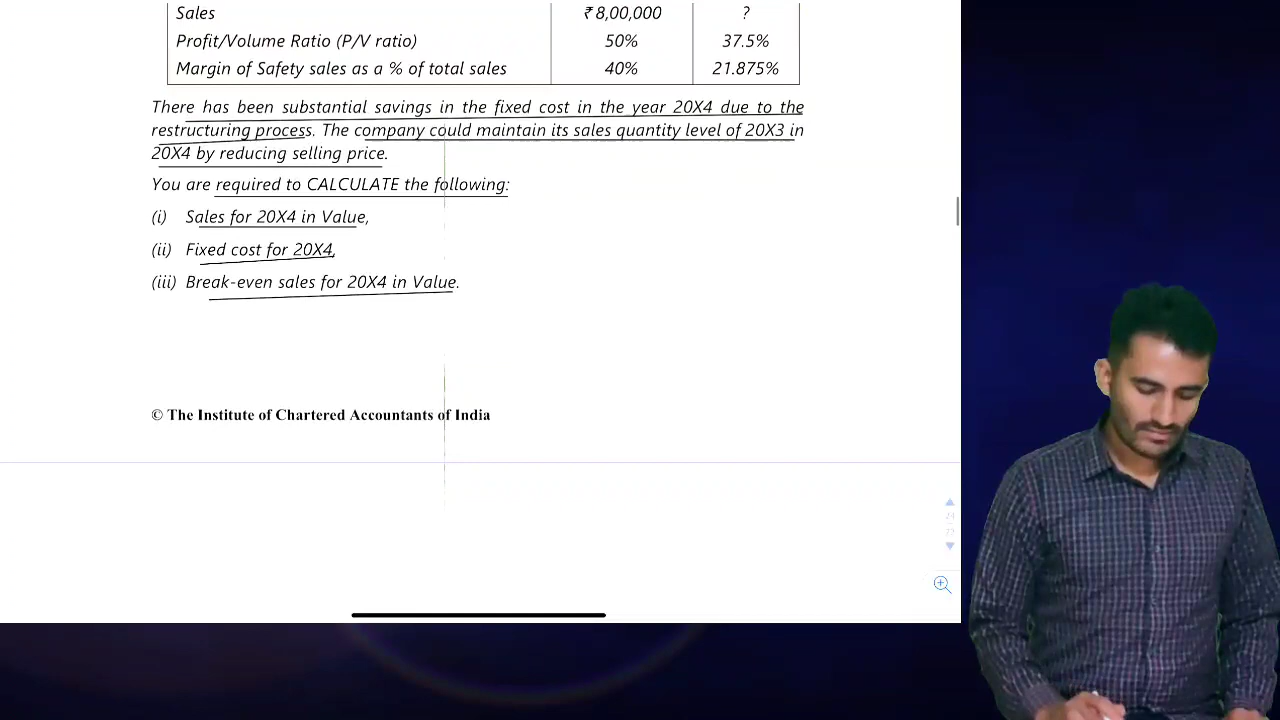 Sales ₹ 8,00,000 ?
Profit/Volume Ratio (P/V ratio) 50% 37.5%
Margin of Safety sales as a % of total sales 40% 21.875%
There has been substantial savings in the fixed cost in the year 20X4 due to the
restructuring process. The company could maintain its sales quantity level of 20X3 in
20X4 by reducing selling price.
You are required to CALCULATE the following:
(i) Sales for 20X4 in Value,
(ii) Fixed cost for 20X4,
(iii) Break-even sales for 20X4 in Value.
© The Institute of Chartered Accountants of India